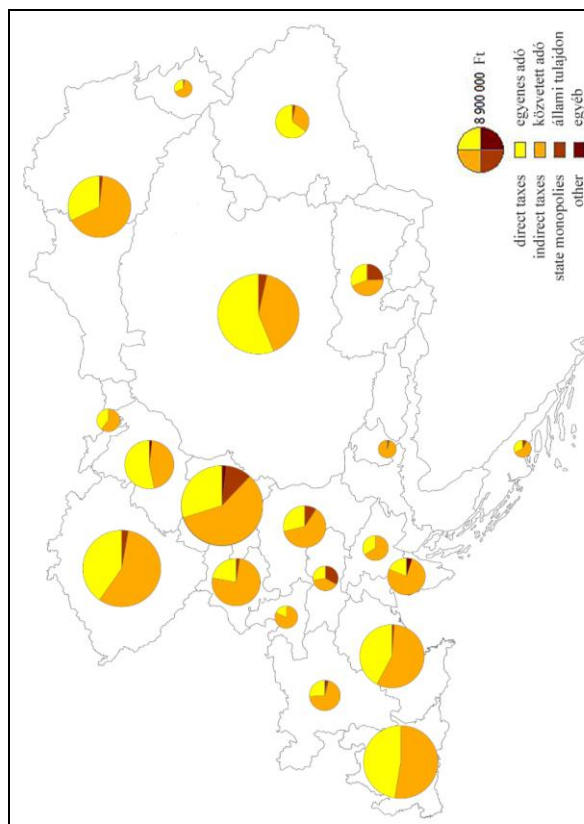 8 900 000 Ft
direct taxes egyenes adó
indirect taxes közvetett adó
state monopolies állami tulajdon
other egyéb